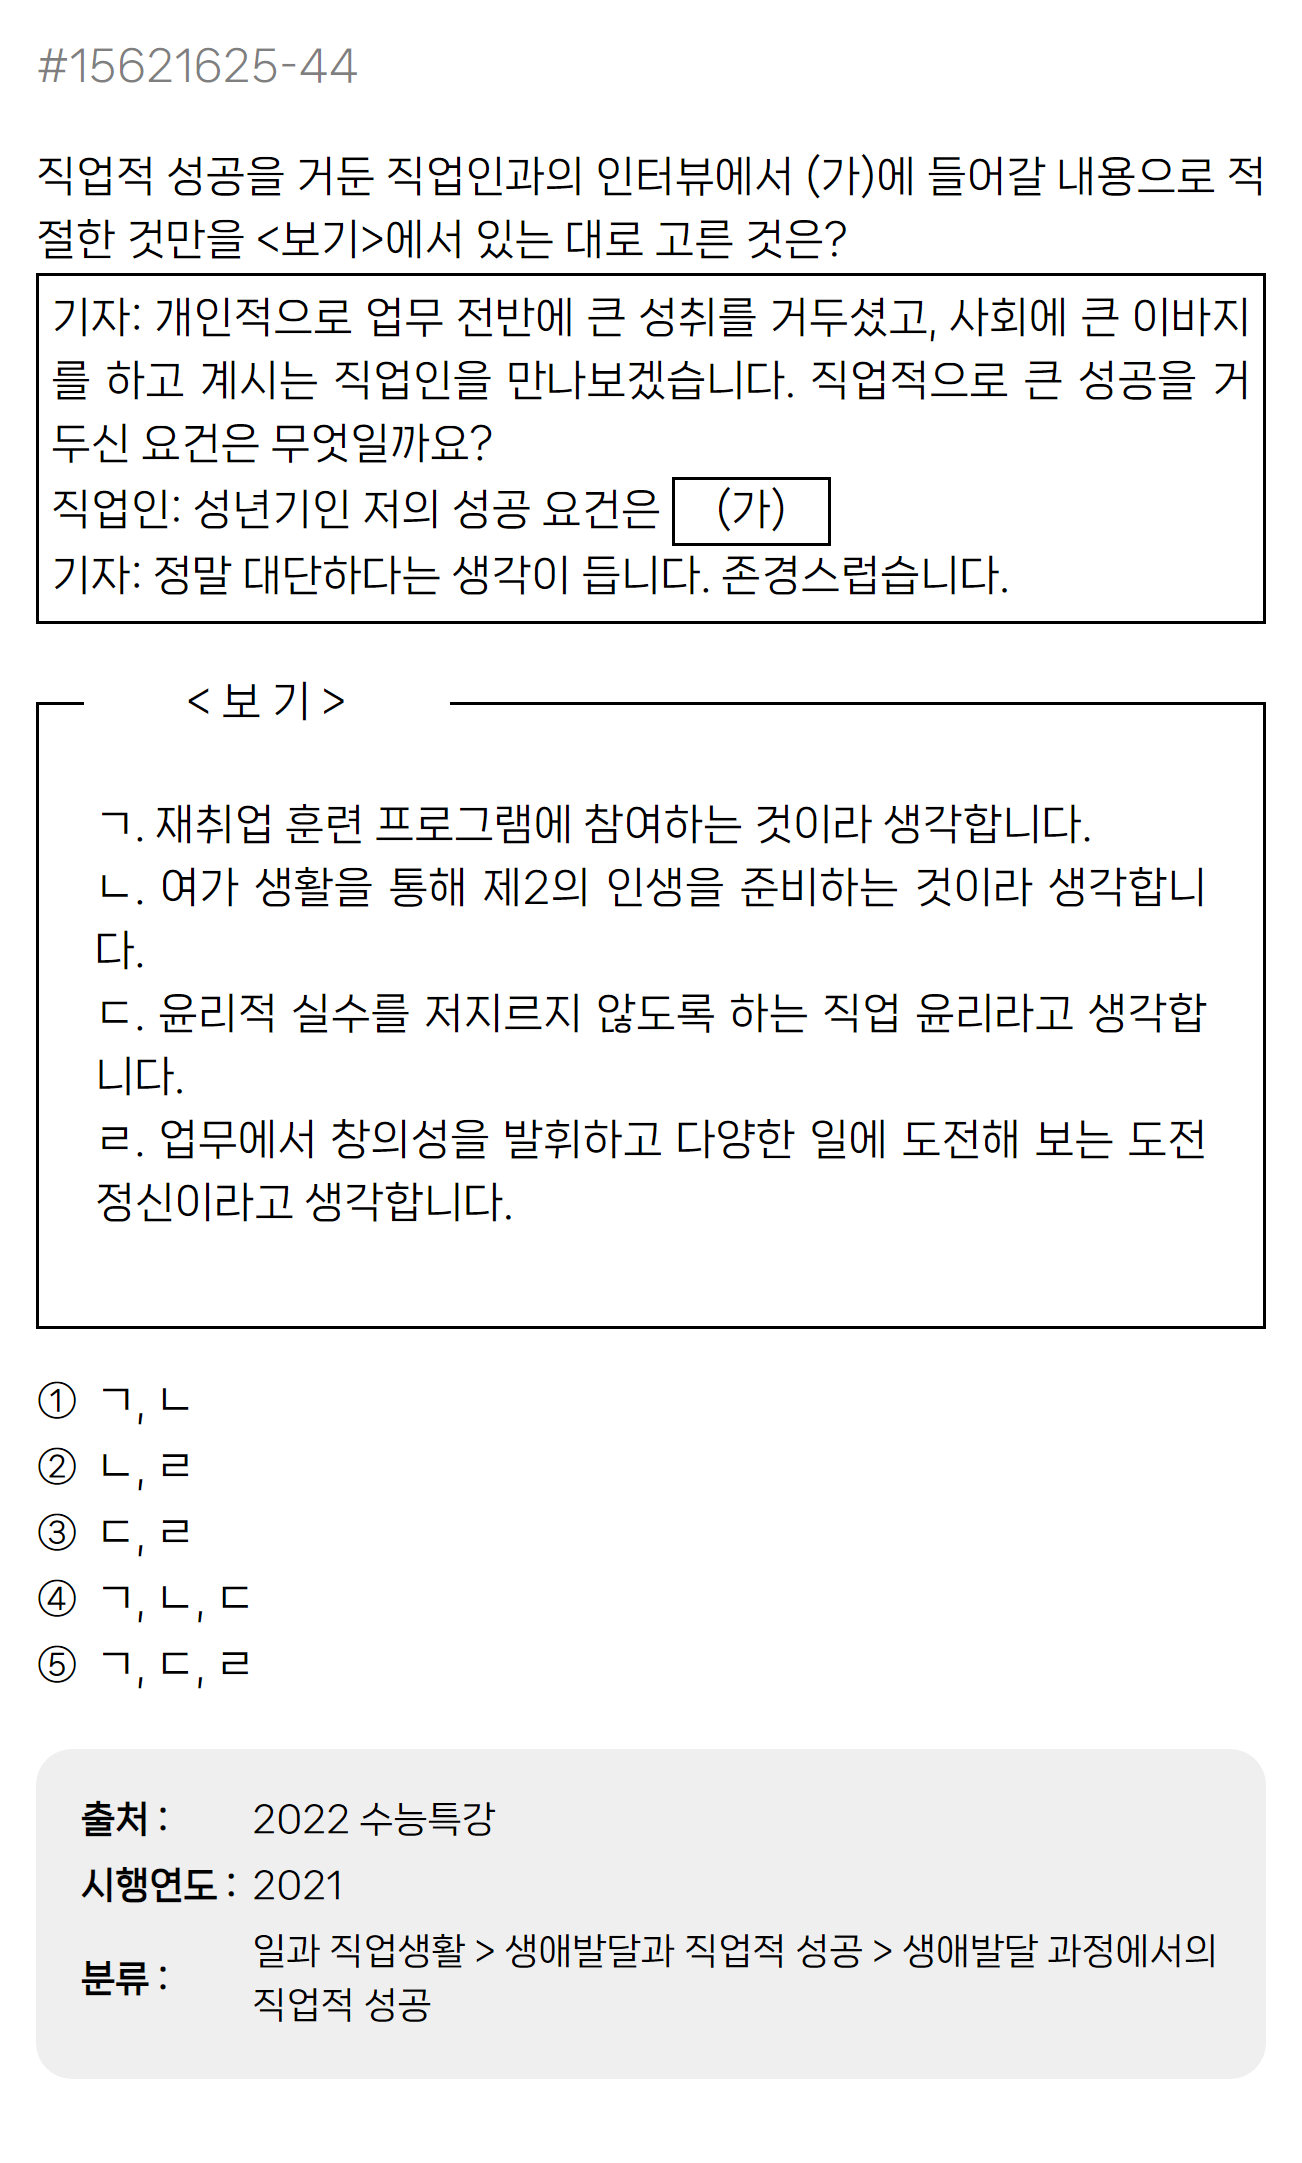 #15621625-44
직업적 성공을 거둔 직업인과의 인터뷰에서 (가)에 들어갈 내용으로 적
절한 것만을 <보기>에서 있는 대로 고른 것은?
기자: 개인적으로 업무 전반에 큰 성취를 거두셨고, 사회에 큰 이바지
를 하고 계시는 직업인을 만나보겠습니다. 직업적으로 큰 성공을 거
두신 요건은 무엇일까요?
직업인: 성년기인 저의 성공 요건은 (가)
기자: 정말 대단하다는 생각이 듭니다. 존경스럽습니다.
< 보 기 >
ㄱ. 재취업 훈련 프로그램에 참여하는 것이라 생각합니다.
ㄴ. 여가 생활을 통해 제2의 인생을 준비하는 것이라 생각합니
다.
ㄷ. 윤리적 실수를 저지르지 않도록 하는 직업 윤리라고 생각합
니다.
ㄹ. 업무에서 창의성을 발휘하고 다양한 일에 도전해 보는 도전
정신이라고 생각합니다.
① ㄱ, ㄴ
② ㄴ, ㄹ
③ ㄷ, ㄹ
④ ㄱ, ㄴ, ㄷ
⑤ ㄱ, ㄷ, ㄹ
출처 : 2022 수능특강
시행연도 : 2021
분류 : 일과 직업생활 > 생애발달과 직업적 성공 > 생애발달 과정에서의
직업적 성공